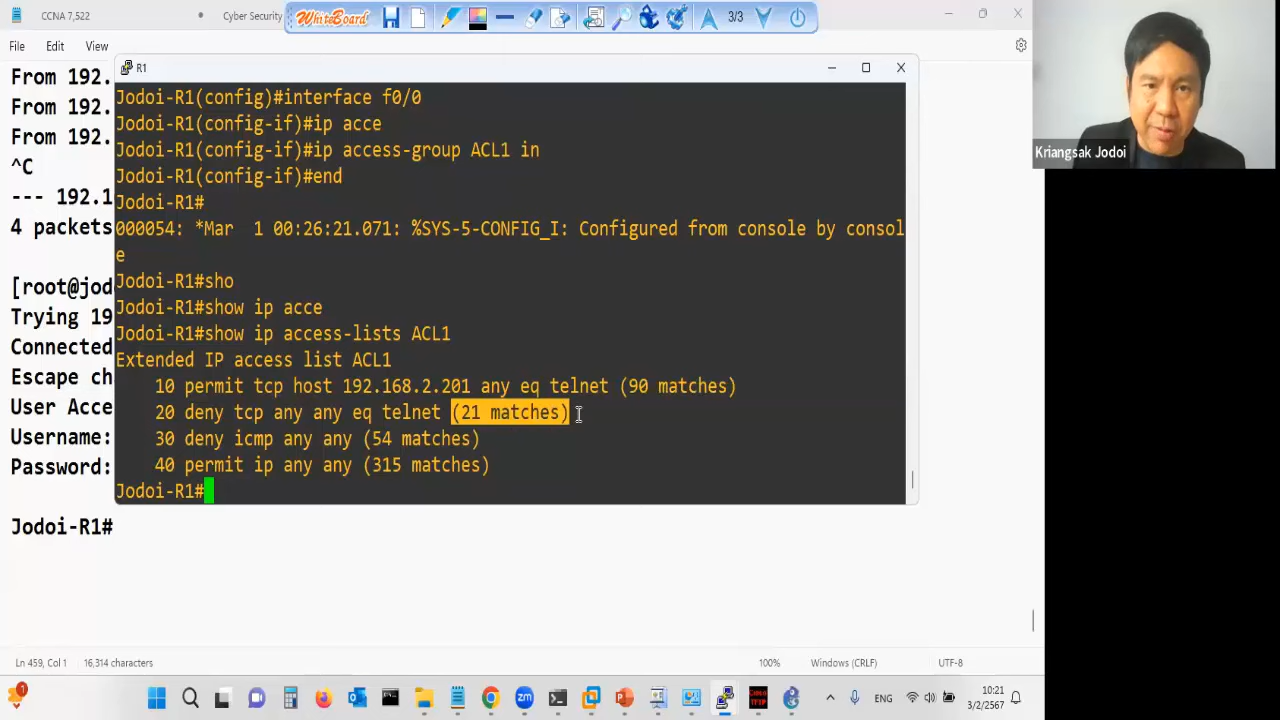 CCNA 7,522
Cyber Security
WhiteBoard
3/3
File Edit View
From 192.
From 192.
From 192.
^C
--- 192.1
4 packets
[root@jod
Trying 19
Connected
Escape ch
User Acce
Username:
Password:
Jodoi-R1#
R1
Jodoi-R1(config)#interface f0/0
Jodoi-R1(config-if)#ip acce
Jodoi-R1(config-if)#ip access-group ACL1 in
Jodoi-R1(config-if)#end
Jodoi-R1#
000054: *Mar  1 00:26:21.071: %SYS-5-CONFIG_I: Configured from console by consol
e
Jodoi-R1#sho
Jodoi-R1#show ip acce
Jodoi-R1#show ip access-lists ACL1
Extended IP access list ACL1
    10 permit tcp host 192.168.2.201 any eq telnet (90 matches)
    20 deny tcp any any eq telnet (21 matches)
    30 deny icmp any any (54 matches)
    40 permit ip any any (315 matches)
Jodoi-R1#
Kriangsak Jodoi
Ln 459, Col 1 16,314 characters 100% Windows (CRLF) UTF-8
1 zm ENG 10:21
3/2/2567